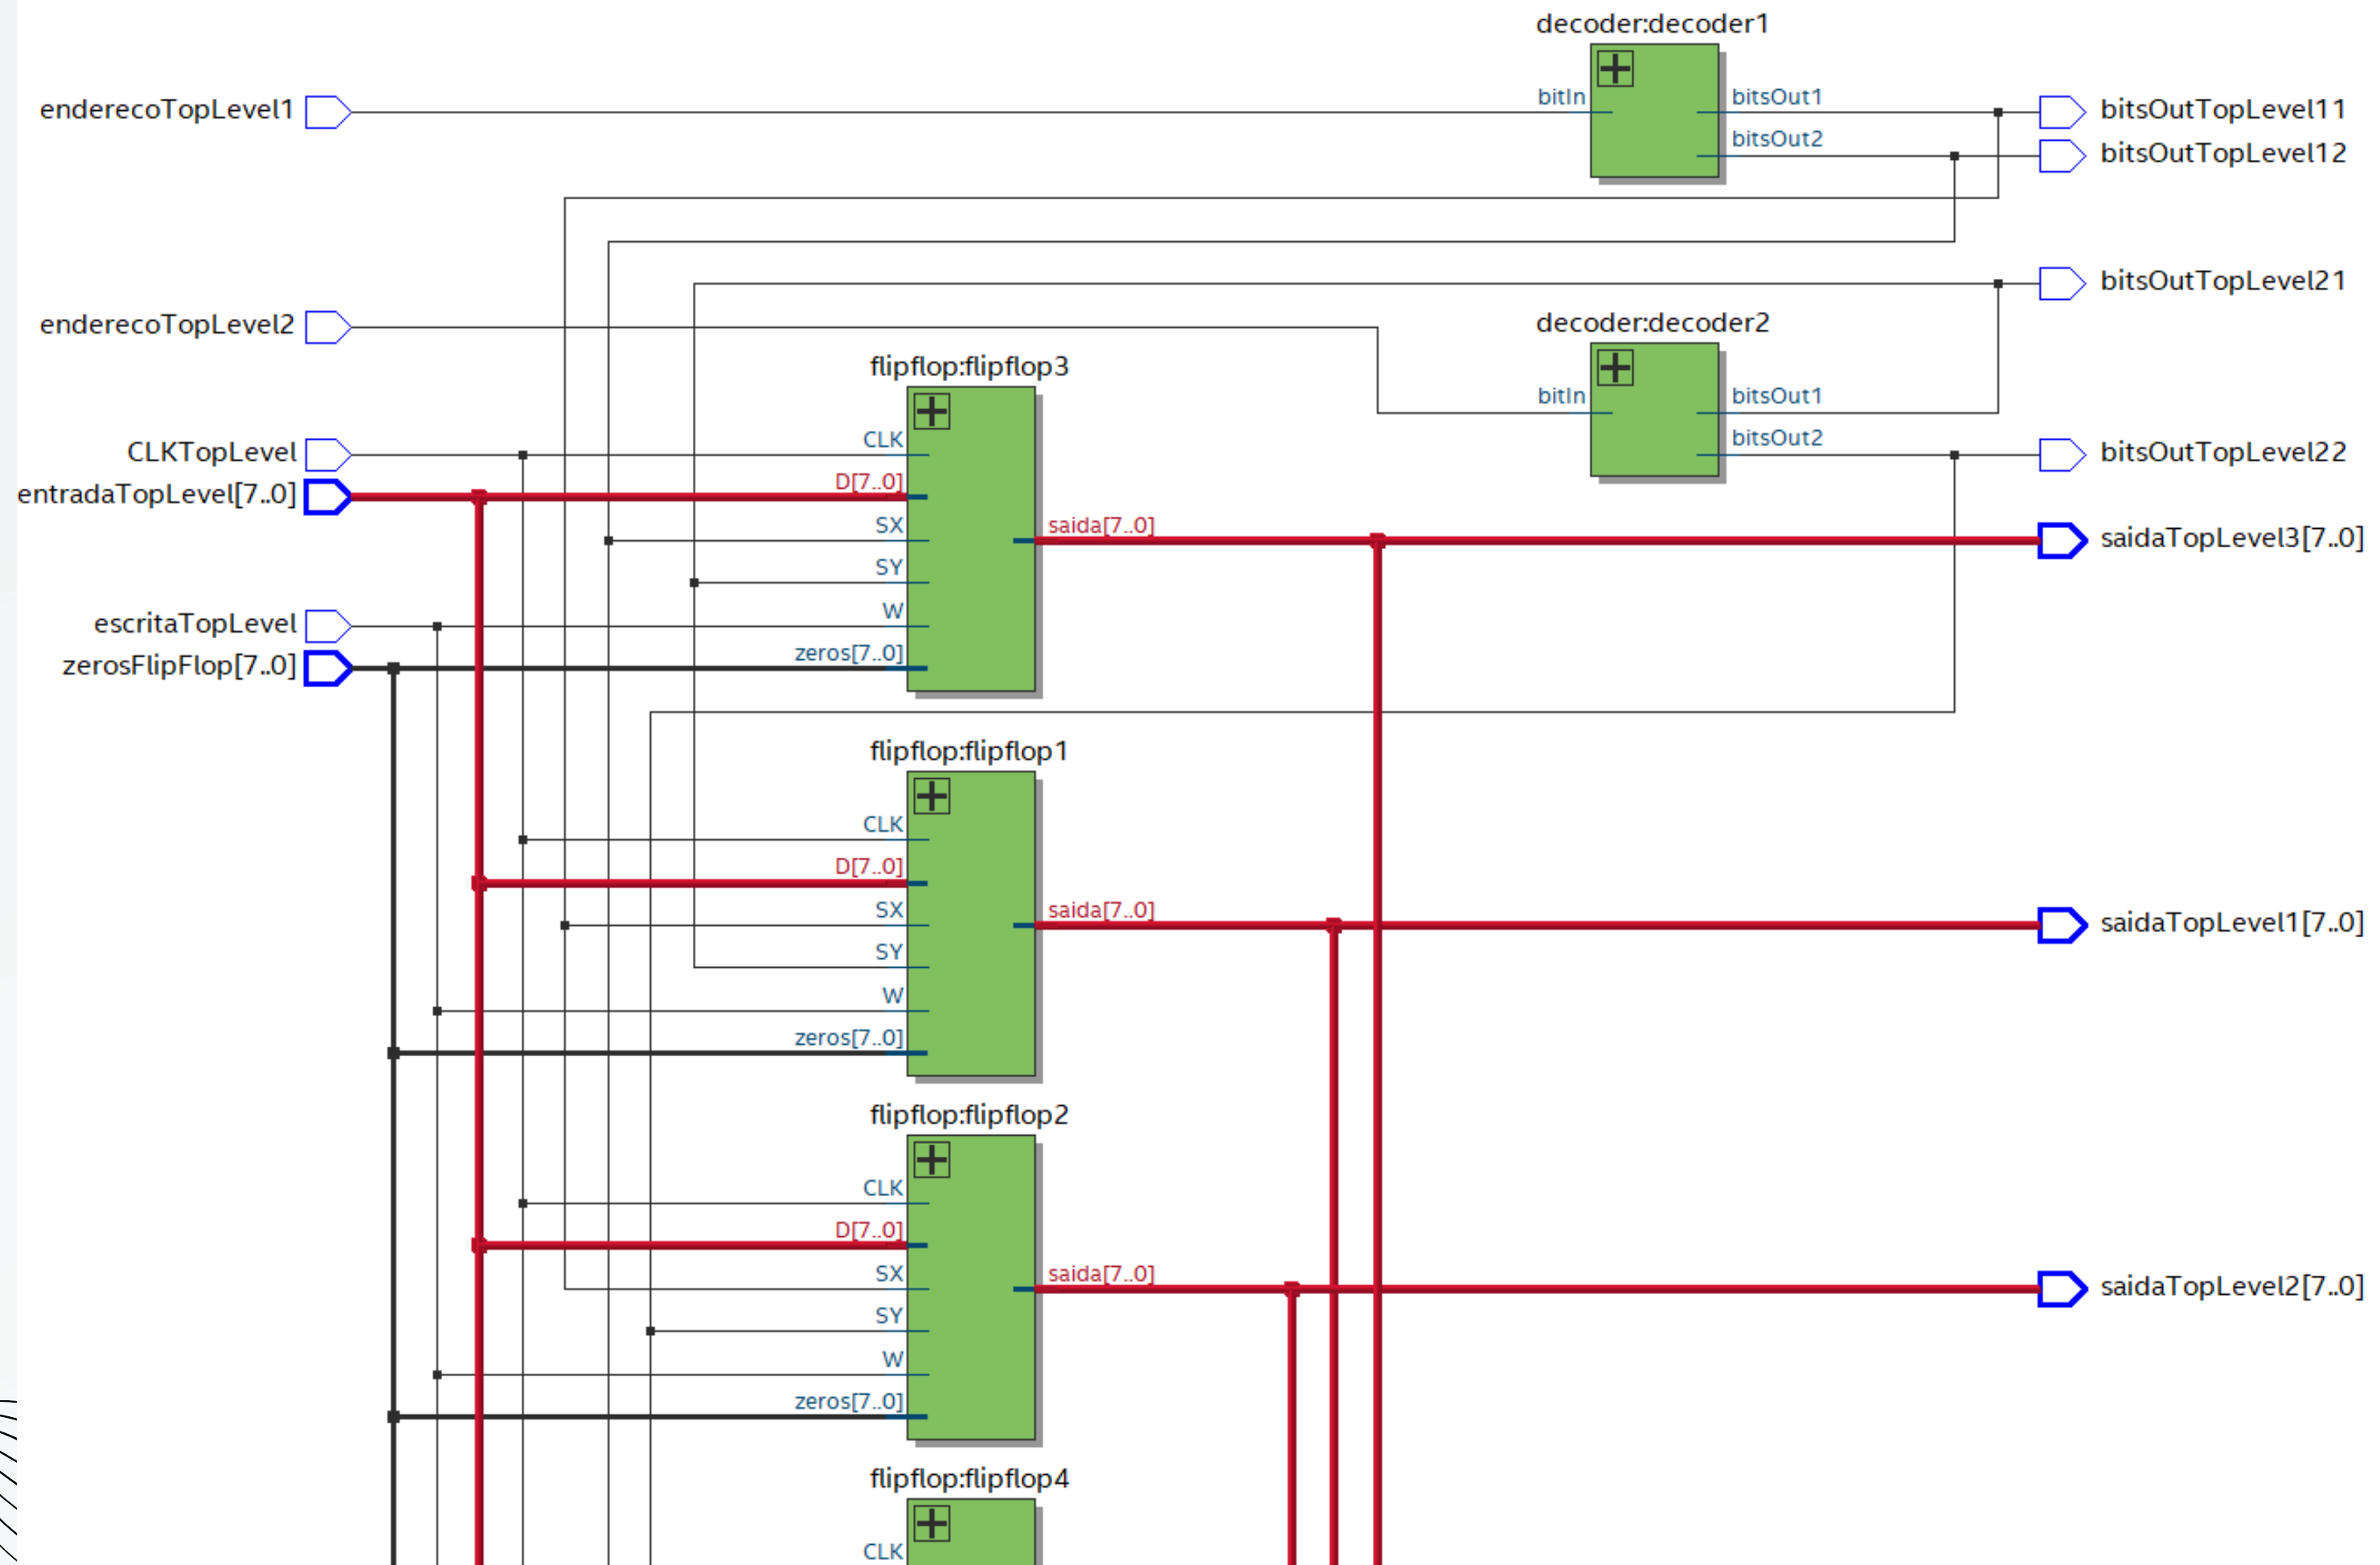 decoder:decoder1
enderecoTopLevel1
bitIn
bitsOut1
bitsOutTopLevel11
bitsOut2
bitsOutTopLevel12
bitsOutTopLevel21
enderecoTopLevel2
decoder:decoder2
flipflop:flipflop3
bitIn
bitsOut1
CLKTopLevel
CLK
bitsOut2
bitsOutTopLevel22
entradaTopLevel[7..0]
D[7..0]
SX
saida[7..0]
saidaTopLevel3[7..0]
SY
escritaTopLevel
W
zerosFlipFlop[7..0]
zeros[7..0]
flipflop:flipflop1
CLK
D[7..0]
SX
saida[7..0]
saidaTopLevel1[7..0]
SY
W
zeros[7..0]
flipflop:flipflop2
CLK
D[7..0]
SX
saida[7..0]
saidaTopLevel2[7..0]
SY
W
zeros[7..0]
flipflop:flipflop4
CLK